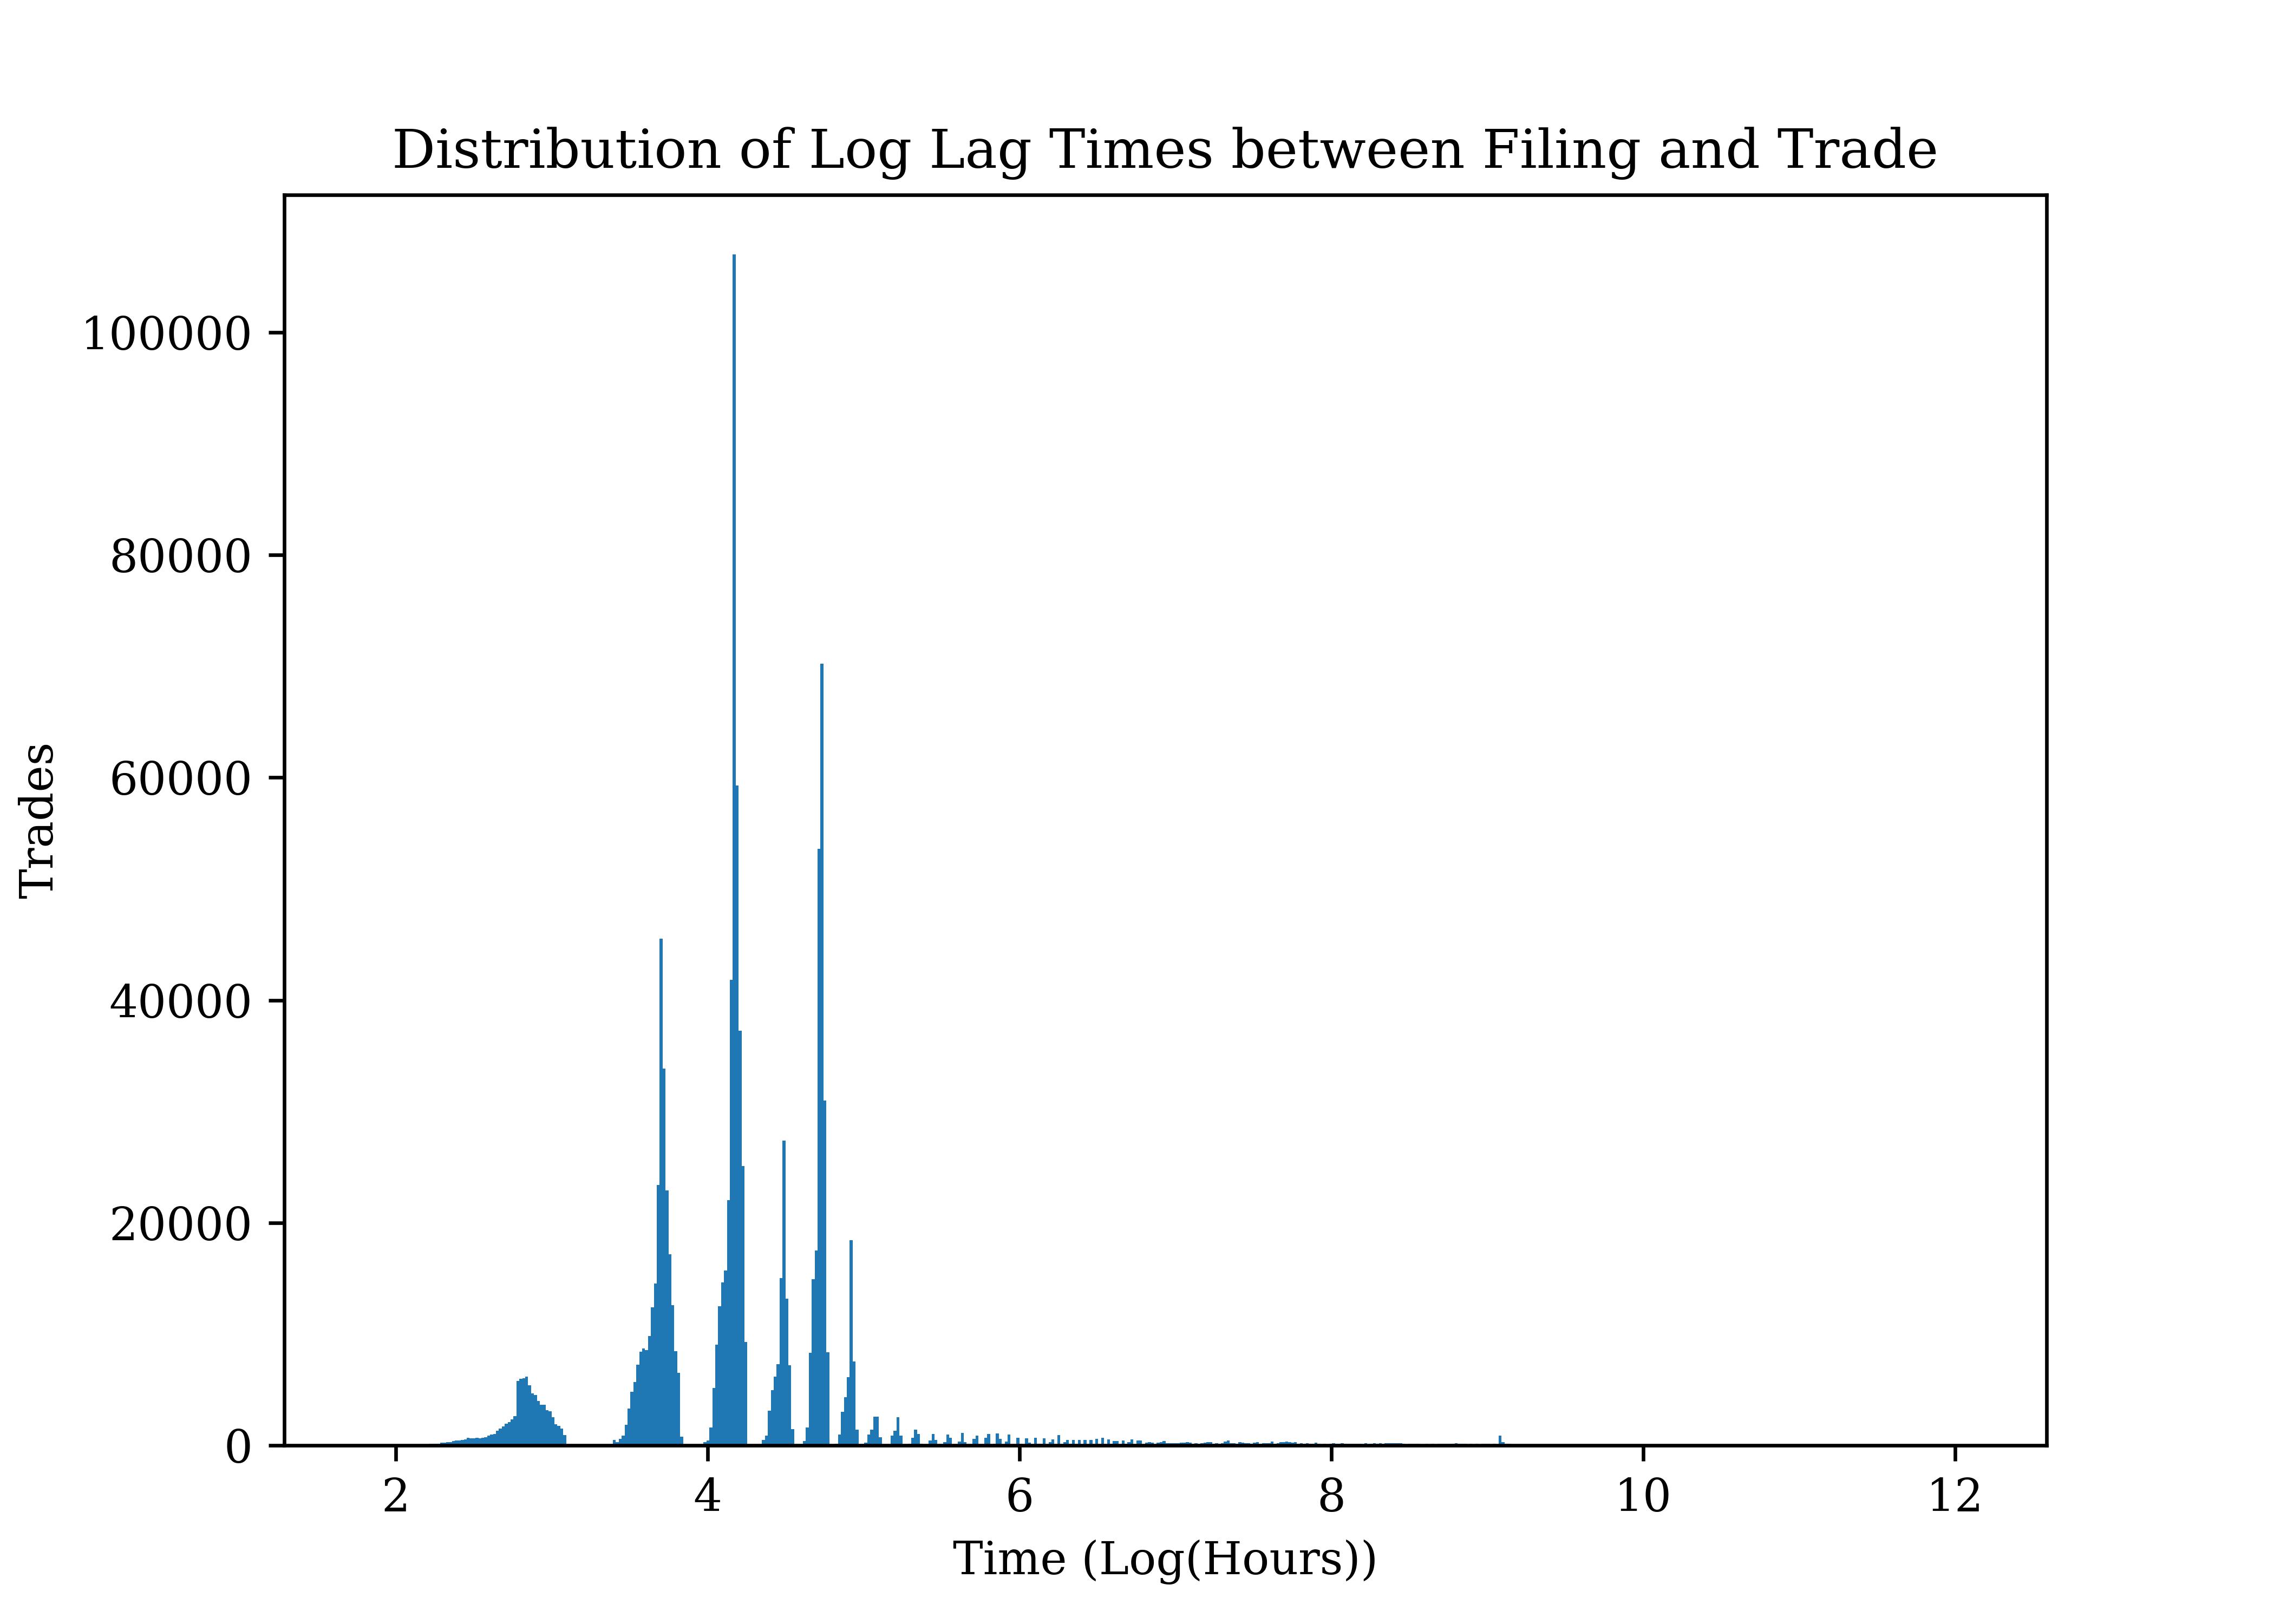 Distribution of Log Lag Times between Filing and Trade
100000
80000
60000
40000
20000
0
Trades
2 4 6 8 10 12
Time (Log(Hours))